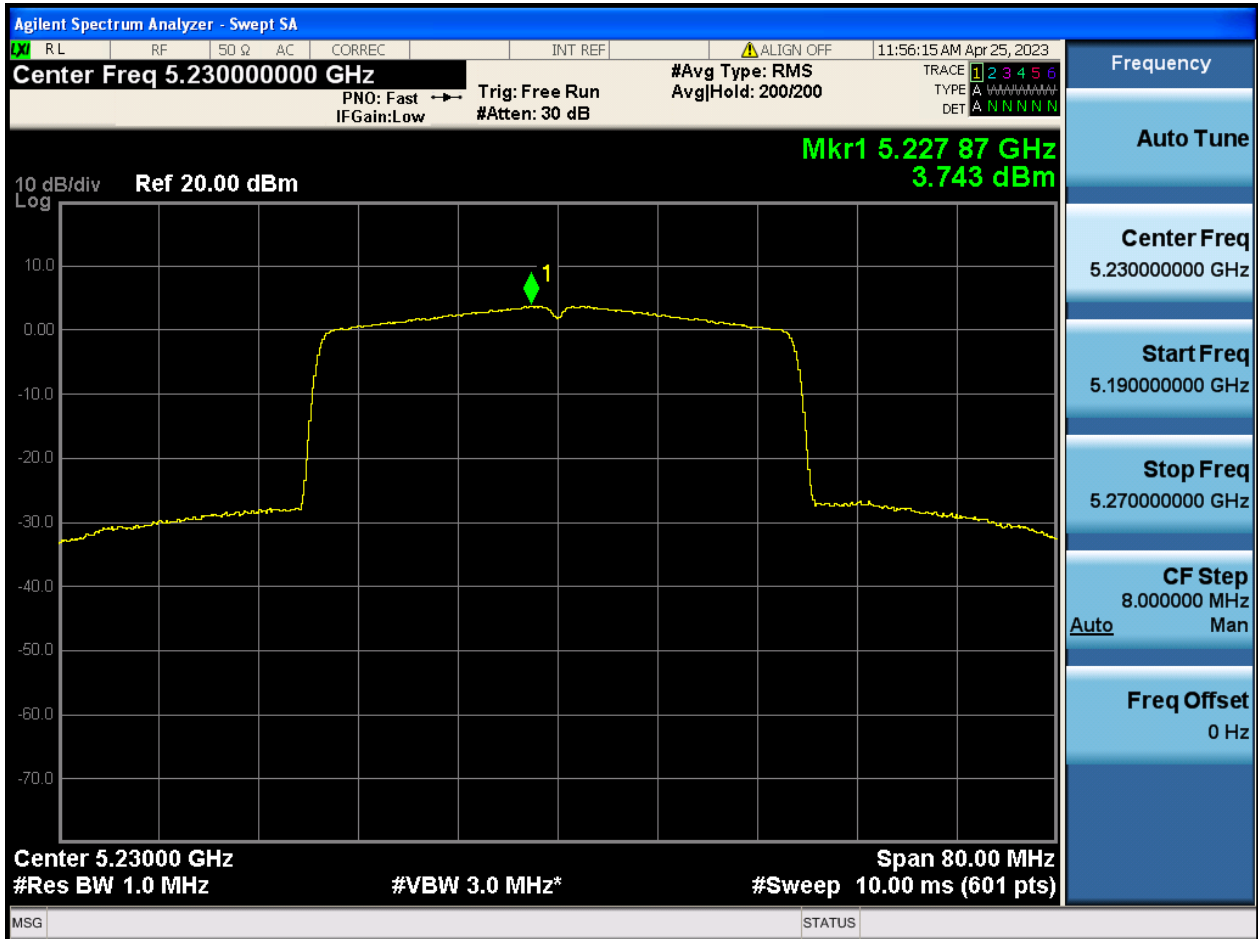 Agilent Spectrum Analyzer - Swept SA
LXI RL RF 50 Ω AC CORREC INT REF ALIGN OFF 11:56:15 AM Apr 25, 2023
Center Freq 5.230000000 GHz
PNO: Fast
IFGain:Low
Trig: Free Run
#Atten: 30 dB
#Avg Type: RMS
Avg|Hold: 200/200
TRACE 1 2 3 4 5 6
TYPE A WWWWW
DET A N N N N N
Mkr1 5.227 87 GHz
3.743 dBm
10 dB/div Ref 20.00 dBm
Log
1
10.0
0.00
-10.0
-20.0
-30.0
-40.0
-50.0
-60.0
-70.0
Center 5.23000 GHz Span 80.00 MHz
#Res BW 1.0 MHz #VBW 3.0 MHz* #Sweep 10.00 ms (601 pts)
MSG STATUS
Frequency
Auto Tune
Center Freq
5.230000000 GHz
Start Freq
5.190000000 GHz
Stop Freq
5.270000000 GHz
CF Step
8.000000 MHz
Auto Man
Freq Offset
0 Hz